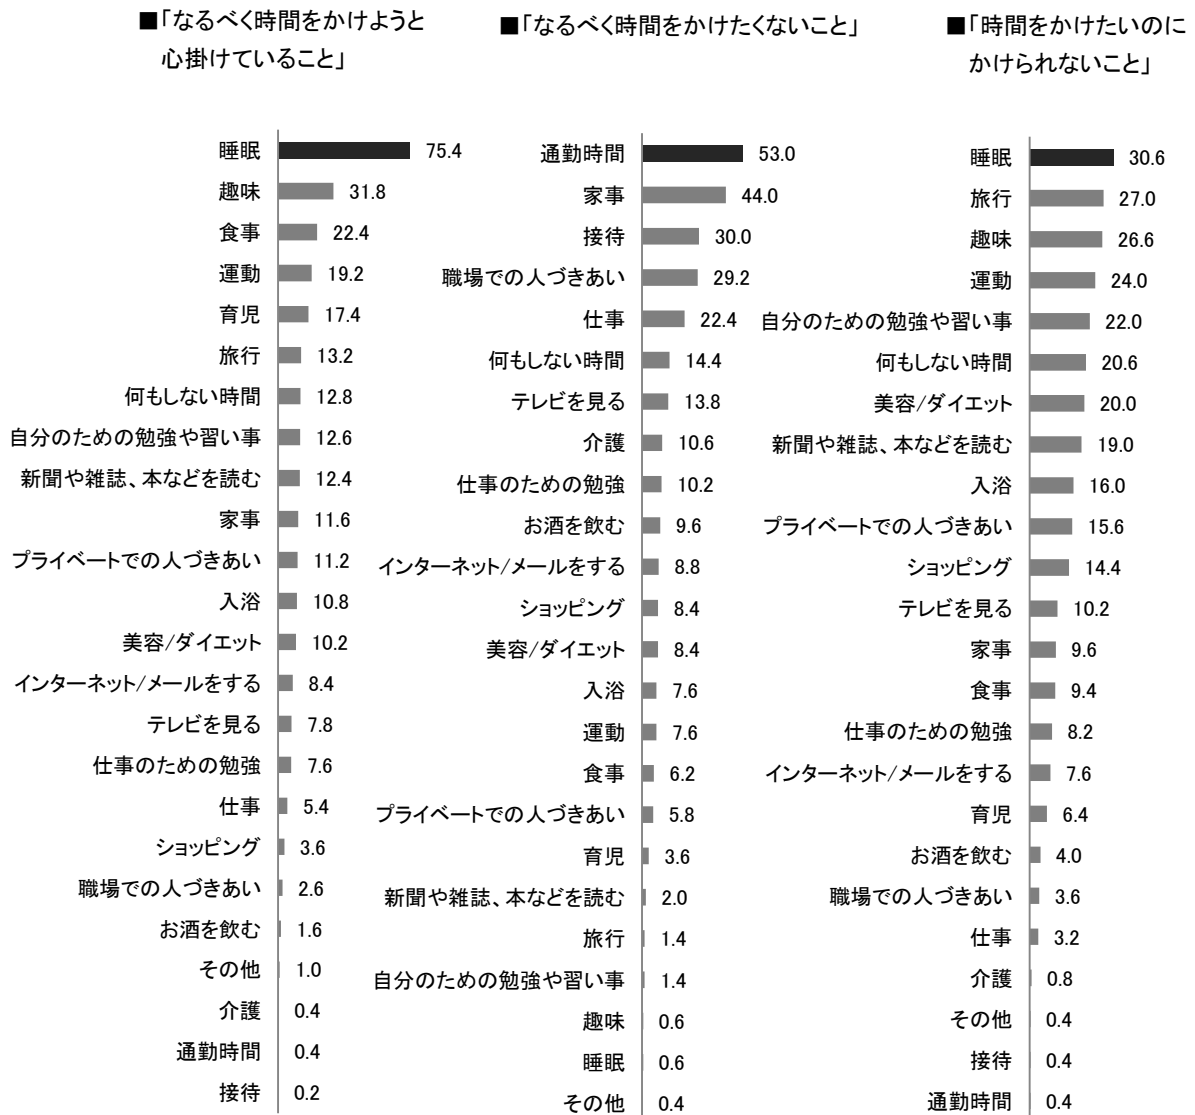 ■「なるべく時間をかけようと
心掛けていること」
睡眠 75.4
趣味 31.8
食事 22.4
運動 19.2
育児 17.4
旅行 13.2
何もしない時間 12.8
自分のための勉強や習い事 12.6
新聞や雑誌、本などを読む 12.4
家事 11.6
プライベートでの人づきあい 11.2
入浴 10.8
美容/ダイエット 10.2
インターネット/メールをする 8.4
テレビを見る 7.8
仕事のための勉強 7.6
仕事 5.4
ショッピング 3.6
職場での人づきあい 2.6
お酒を飲む 1.6
その他 1.0
介護 0.4
通勤時間 0.4
接待 0.2
■「なるべく時間をかけたくないこと」
通勤時間 53.0
家事 44.0
接待 30.0
職場での人づきあい 29.2
仕事 22.4
何もしない時間 14.4
テレビを見る 13.8
介護 10.6
仕事のための勉強 10.2
お酒を飲む 9.6
インターネット/メールをする 8.8
ショッピング 8.4
美容/ダイエット 8.4
入浴 7.6
運動 7.6
食事 6.2
プライベートでの人づきあい 5.8
育児 3.6
新聞や雑誌、本などを読む 2.0
旅行 1.4
自分のための勉強や習い事 1.4
趣味 0.6
睡眠 0.6
その他 0.4
■「時間をかけたいのに
かけられないこと」
睡眠 30.6
旅行 27.0
趣味 26.6
運動 24.0
自分のための勉強や習い事 22.0
何もしない時間 20.6
美容/ダイエット 20.0
新聞や雑誌、本などを読む 19.0
入浴 16.0
プライベートでの人づきあい 15.6
ショッピング 14.4
テレビを見る 10.2
家事 9.6
食事 9.4
仕事のための勉強 8.2
インターネット/メールをする 7.6
育児 6.4
お酒を飲む 4.0
職場での人づきあい 3.6
仕事 3.2
介護 0.8
その他 0.4
接待 0.4
通勤時間 0.4